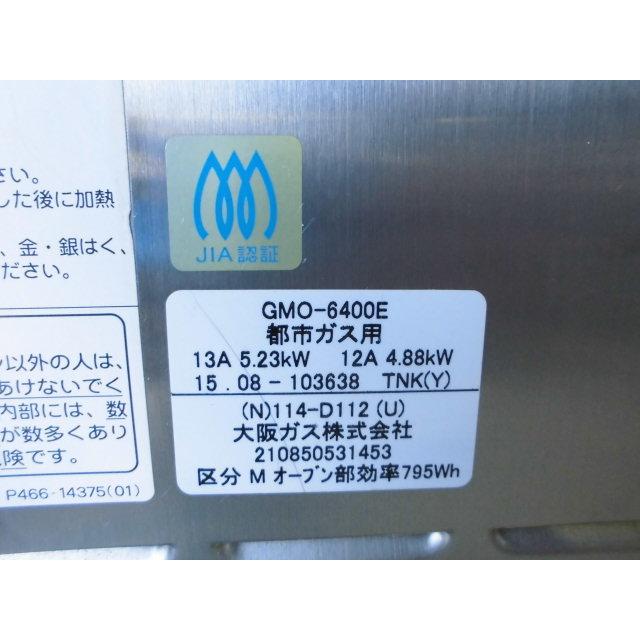 さい。
した後に加熱
、金・銀はく、
ださい。
以外の人は、
あけないでく
内部には、数
が数多くあり
険です。
P466-14375(01)
JIA認証
GMO-6400E
都市ガス用
13A 5.23kW 12A 4.88kW
15.08-103638 TNK(Y)
(N)114-D112(U)
大阪ガス株式会社
210850531453
区分 M オーブン部効率795Wh